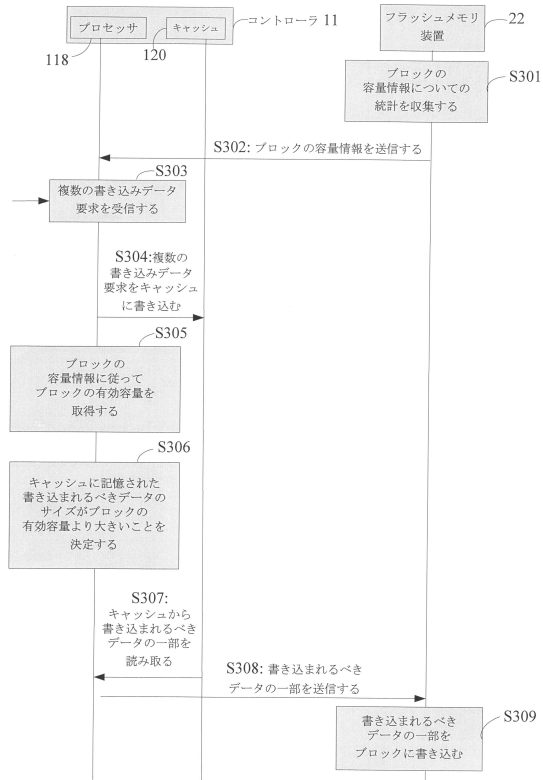 プロセッサ
キャッシュ
コントローラ 11
118
120
フラッシュメモリ
装置
22
ブロックの
容量情報についての
統計を収集する
S301
S302: ブロックの容量情報を送信する
S303
複数の書き込みデータ
要求を受信する
S304:複数の
書き込みデータ
要求をキャッシュ
に書き込む
S305
ブロックの
容量情報に従って
ブロックの有効容量を
取得する
S306
キャッシュに記憶された
書き込まれるべきデータの
サイズがブロックの
有効容量より大きいことを
決定する
S307:
キャッシュから
書き込まれるべき
データの一部を
読み取る
S308: 書き込まれるべき
データの一部を送信する
S309
書き込まれるべき
データの一部を
ブロックに書き込む